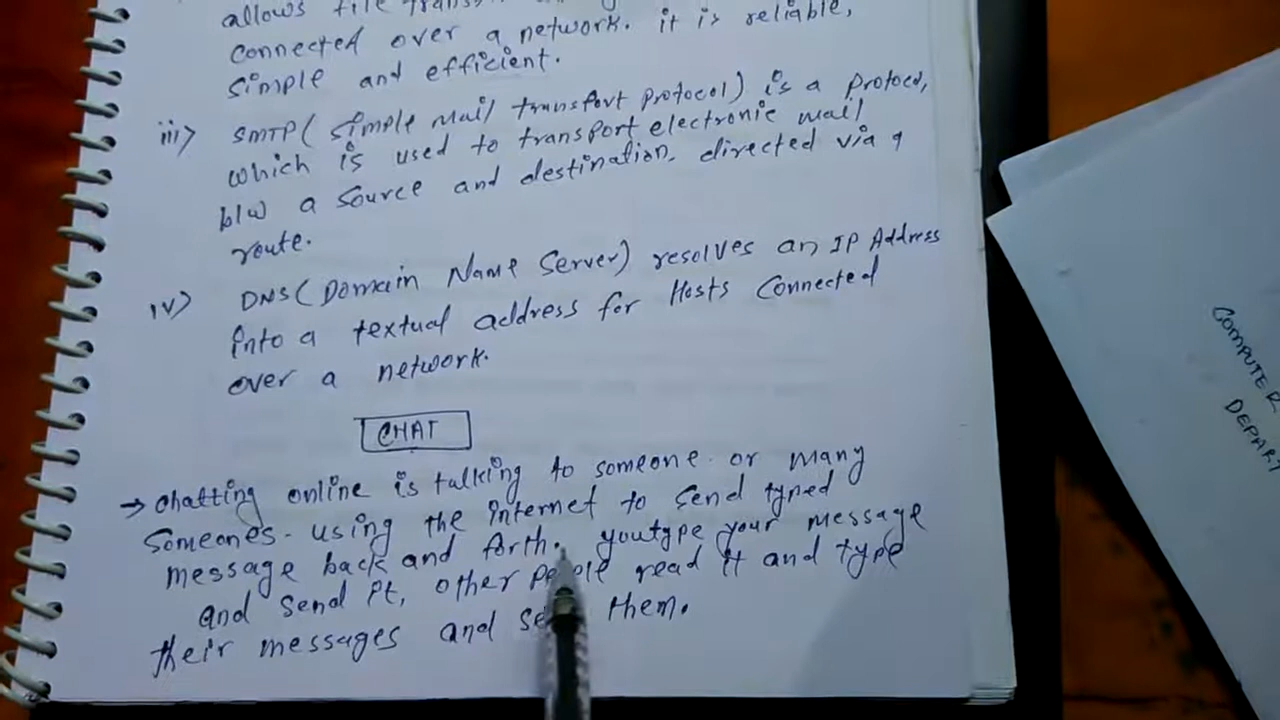 allows file
connected over a network. it is reliable,
simple and efficient.
iii> SMTP ( simple mail transport protocol) is a protocol,
which is used to transport electronic mail
b/w a source and destination, directed via a
route.
iv> DNS ( Domain Name Server) resolves an IP Address
into a textual address for Hosts connected
over a network.
CHAT
→ chatting online is talking to someone or many
someones - using the internet to send typed
message back and forth. you type your message
and send it, other people read it and type
their messages and them.
COMPUTER
DEPART